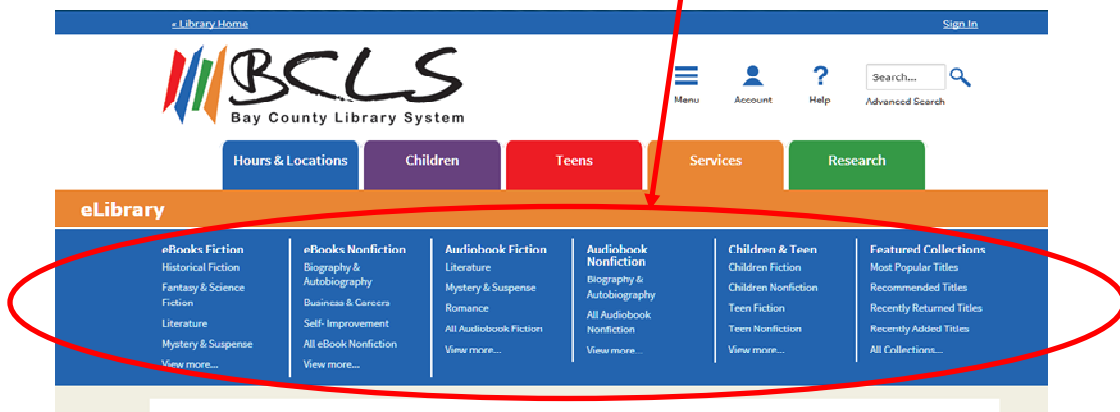 < Library Home
Sign In
BCLS
Bay County Library System
Menu
Account
Help
Search...
Advanced Search
Hours & Locations
Children
Teens
Services
Research
eLibrary
eBooks Fiction
Historical Fiction
Fantasy & Science
Fiction
Literature
Mystery & Suspense
View more...
eBooks Nonfiction
Biography &
Autobiography
Business & Careers
Self- Improvement
All eBook Nonfiction
View more...
Audiobook Fiction
Literature
Mystery & Suspense
Romance
All Audiobook Fiction
View more...
Audiobook
Nonfiction
Biography &
Autobiography
All Audiobook
Nonfiction
View more...
Children & Teen
Children Fiction
Children Nonfiction
Teen Fiction
Teen Nonfiction
View more...
Featured Collections
Most Popular Titles
Recommended Titles
Recently Returned Titles
Recently Added Titles
All Collections...